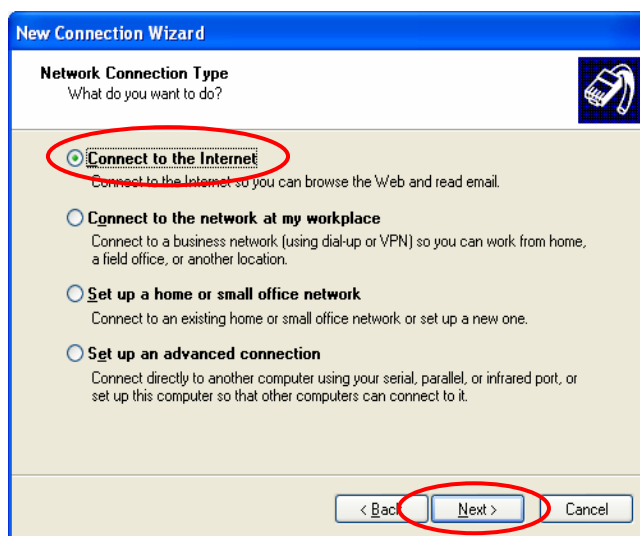 New Connection Wizard
Network Connection Type
What do you want to do?
Connect to the Internet
Connect to the Internet so you can browse the Web and read email.
Connect to the network at my workplace
Connect to a business network (using dial-up or VPN) so you can work from home,
a field office, or another location.
Set up a home or small office network
Connect to an existing home or small office network or set up a new one.
Set up an advanced connection
Connect directly to another computer using your serial, parallel, or infrared port, or
set up this computer so that other computers can connect to it.
< Back Next > Cancel